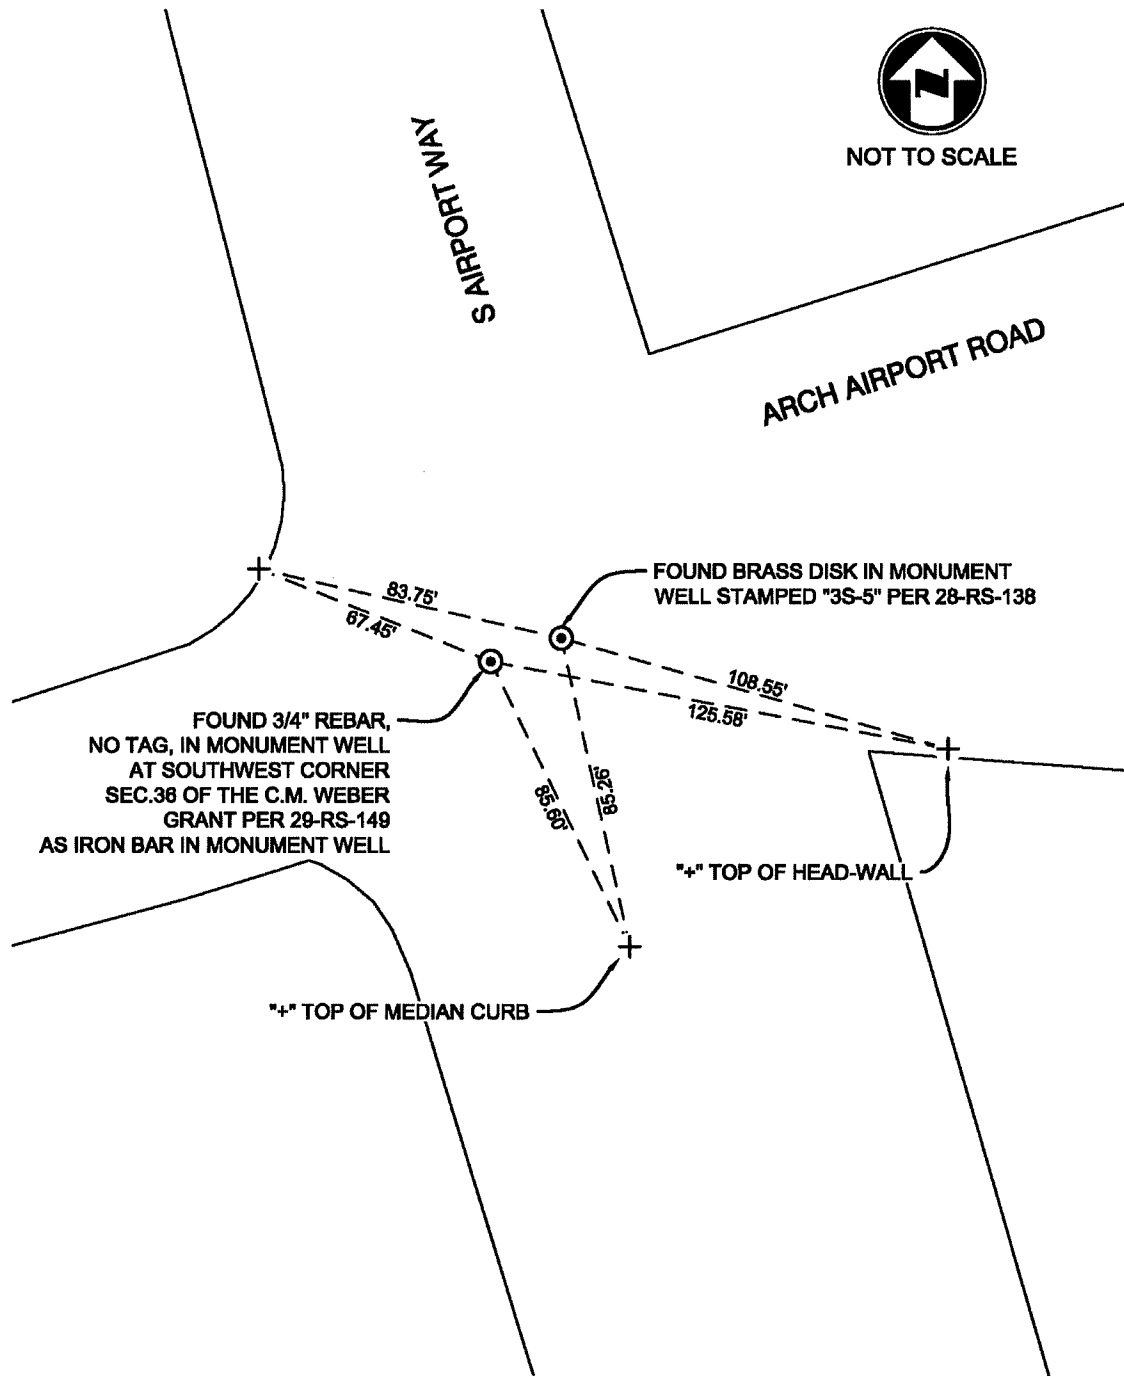 N
NOT TO SCALE
S AIRPORT WAY
ARCH AIRPORT ROAD
FOUND BRASS DISK IN MONUMENT
WELL STAMPED "3S-5" PER 28-RS-138
83.75'
67.45'
108.55'
125.58'
FOUND 3/4" REBAR,
NO TAG, IN MONUMENT WELL
AT SOUTHWEST CORNER
SEC.36 OF THE C.M. WEBER
GRANT PER 29-RS-149
AS IRON BAR IN MONUMENT WELL
85.60'
85.26'
"+" TOP OF HEAD-WALL
"+" TOP OF MEDIAN CURB